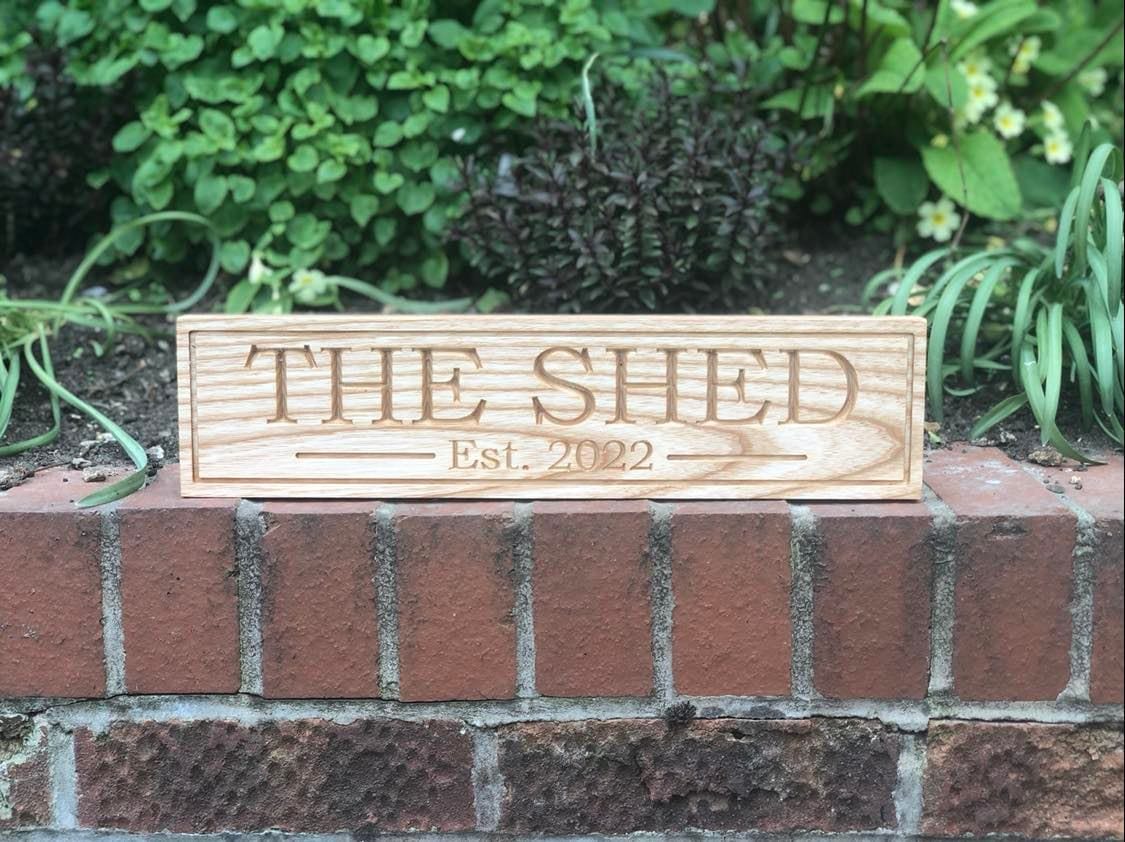 THE SHED
Est. 2022